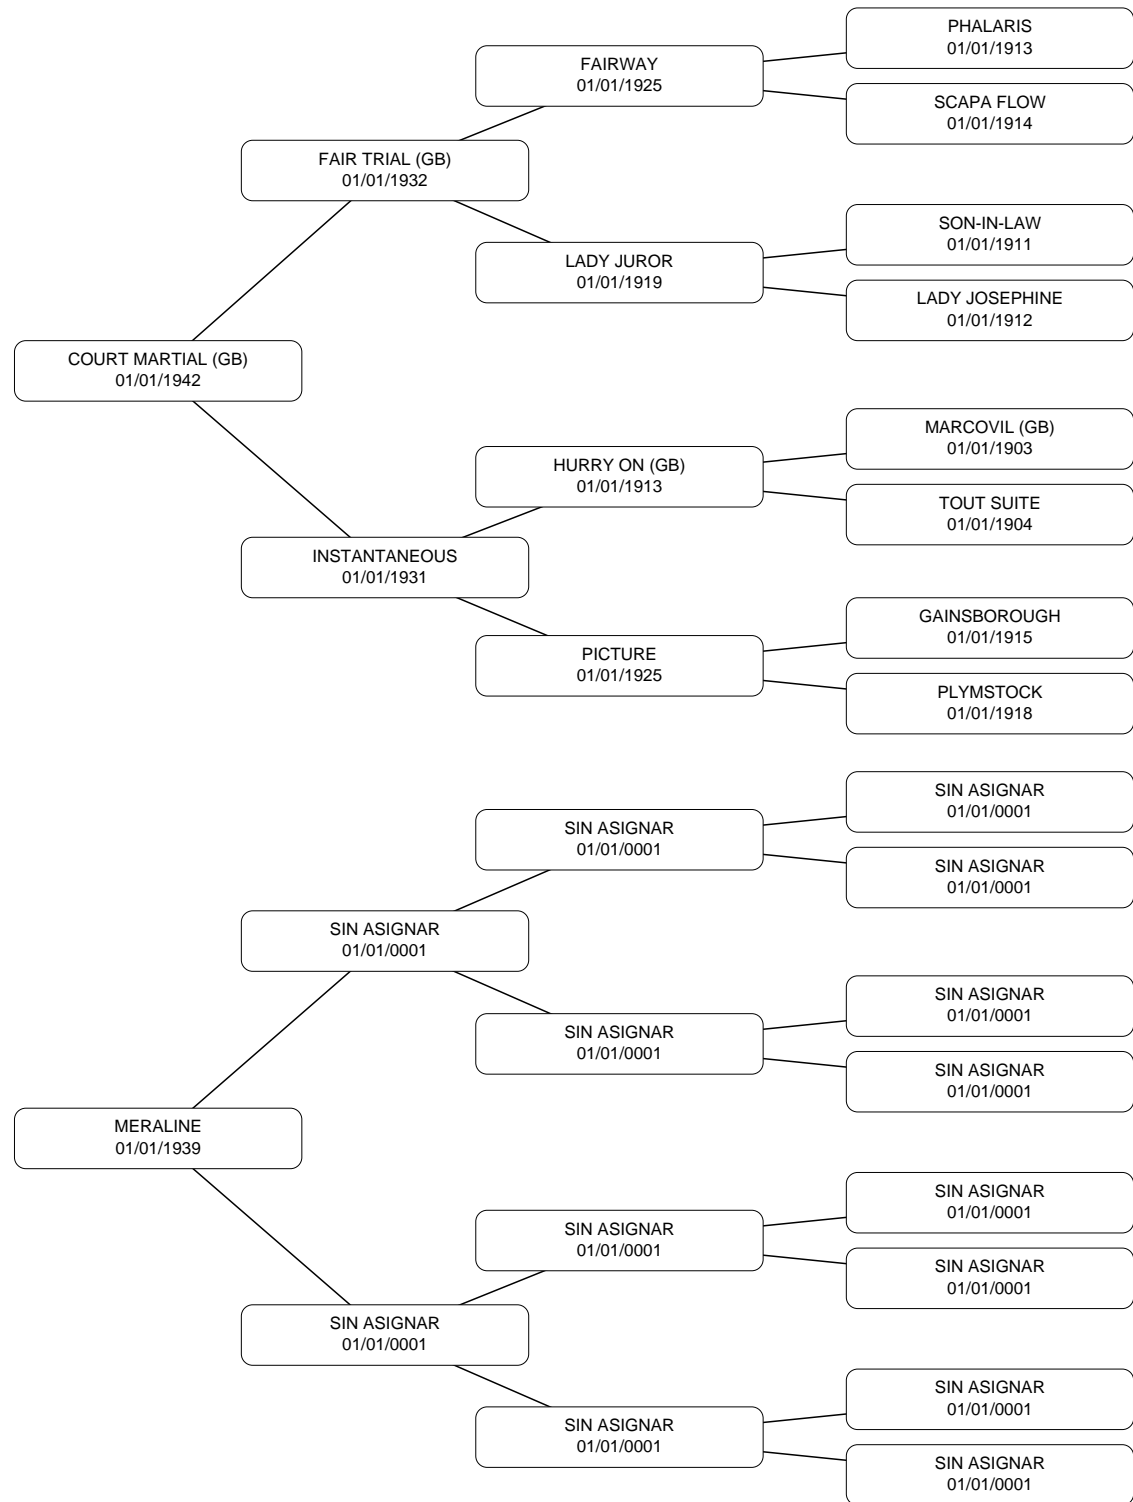 PHALARIS
01/01/1913
FAIRWAY
01/01/1925
SCAPA FLOW
01/01/1914
FAIR TRIAL (GB)
01/01/1932
SON-IN-LAW
01/01/1911
LADY JUROR
01/01/1919
LADY JOSEPHINE
01/01/1912
COURT MARTIAL (GB)
01/01/1942
MARCOVIL (GB)
01/01/1903
HURRY ON (GB)
01/01/1913
TOUT SUITE
01/01/1904
INSTANTANEOUS
01/01/1931
GAINSBOROUGH
01/01/1915
PICTURE
01/01/1925
PLYMSTOCK
01/01/1918
SIN ASIGNAR
01/01/0001
SIN ASIGNAR
01/01/0001
SIN ASIGNAR
01/01/0001
SIN ASIGNAR
01/01/0001
SIN ASIGNAR
01/01/0001
SIN ASIGNAR
01/01/0001
SIN ASIGNAR
01/01/0001
MERALINE
01/01/1939
SIN ASIGNAR
01/01/0001
SIN ASIGNAR
01/01/0001
SIN ASIGNAR
01/01/0001
SIN ASIGNAR
01/01/0001
SIN ASIGNAR
01/01/0001
SIN ASIGNAR
01/01/0001
SIN ASIGNAR
01/01/0001